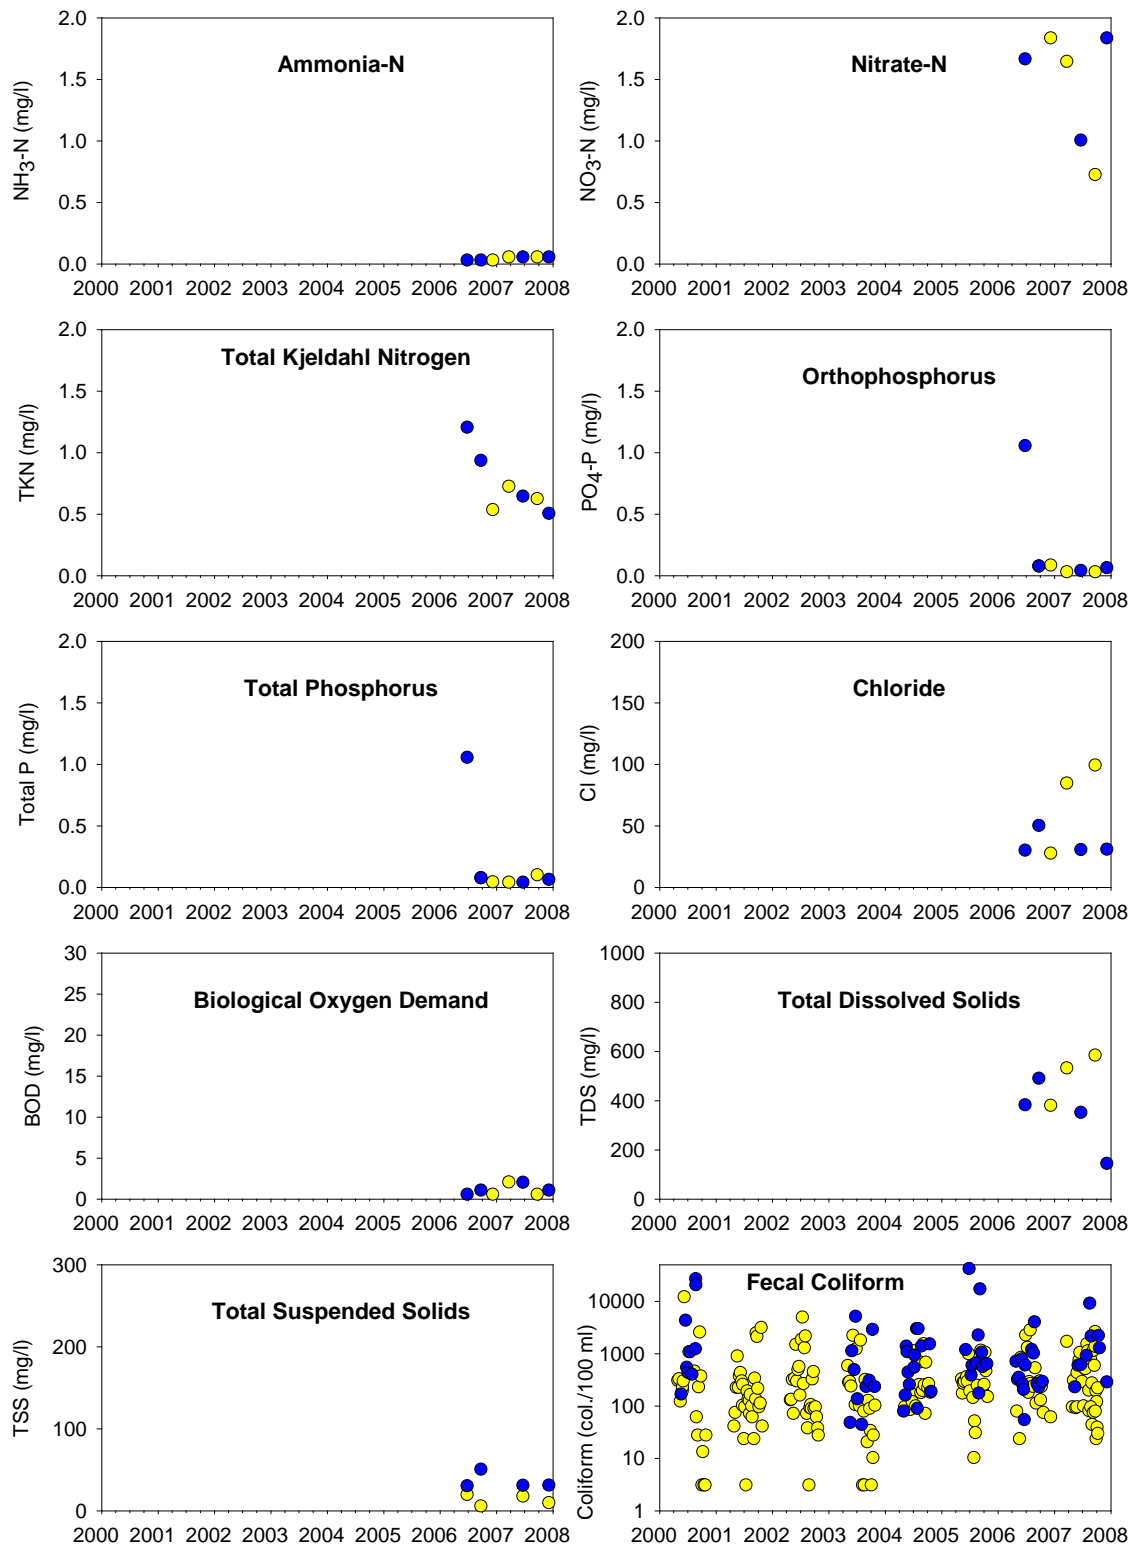 Ammonia-N
NH3-N (mg/l)
2.0
1.5
1.0
0.5
0.0
2000 2001 2002 2003 2004 2005 2006 2007 2008
Nitrate-N
NO3-N (mg/l)
2.0
1.5
1.0
0.5
0.0
2000 2001 2002 2003 2004 2005 2006 2007 2008
Total Kjeldahl Nitrogen
TKN (mg/l)
2.0
1.5
1.0
0.5
0.0
2000 2001 2002 2003 2004 2005 2006 2007 2008
Orthophosphorus
PO4-P (mg/l)
2.0
1.5
1.0
0.5
0.0
2000 2001 2002 2003 2004 2005 2006 2007 2008
Total Phosphorus
Total P (mg/l)
2.0
1.5
1.0
0.5
0.0
2000 2001 2002 2003 2004 2005 2006 2007 2008
Chloride
Cl (mg/l)
200
150
100
50
0
2000 2001 2002 2003 2004 2005 2006 2007 2008
Biological Oxygen Demand
BOD (mg/l)
30
25
20
15
10
5
0
2000 2001 2002 2003 2004 2005 2006 2007 2008
Total Dissolved Solids
TDS (mg/l)
1000
800
600
400
200
0
2000 2001 2002 2003 2004 2005 2006 2007 2008
Total Suspended Solids
TSS (mg/l)
300
200
100
0
2000 2001 2002 2003 2004 2005 2006 2007 2008
Fecal Coliform
Coliform (col./100 ml)
10000
1000
100
10
1
2000 2001 2002 2003 2004 2005 2006 2007 2008